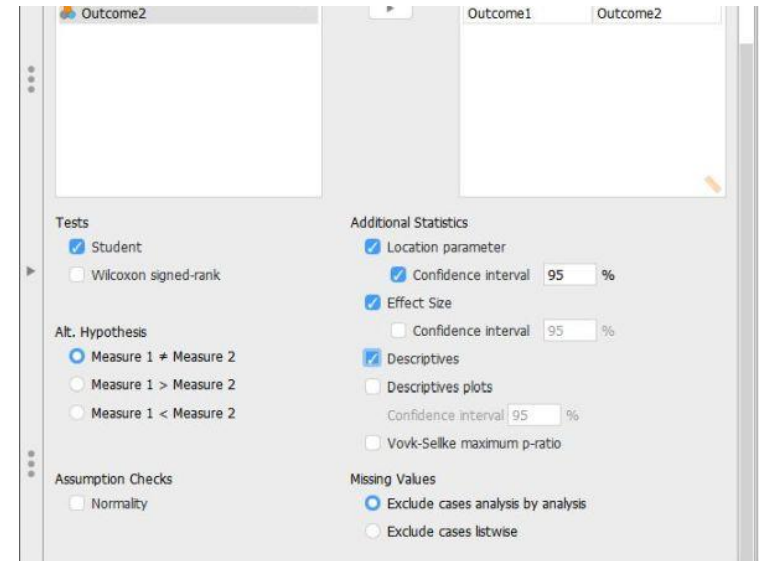 Outcome2
Outcome1 Outcome2
Tests
Student
Wilcoxon signed-rank
Alt. Hypothesis
Measure 1 ≠ Measure 2
Measure 1 > Measure 2
Measure 1 < Measure 2
Assumption Checks
Normality
Additional Statistics
Location parameter
Confidence interval 95 %
Effect Size
Confidence interval 95 %
Descriptives
Descriptives plots
Confidence interval 95 %
Vovk-Sellke maximum p-ratio
Missing Values
Exclude cases analysis by analysis
Exclude cases listwise